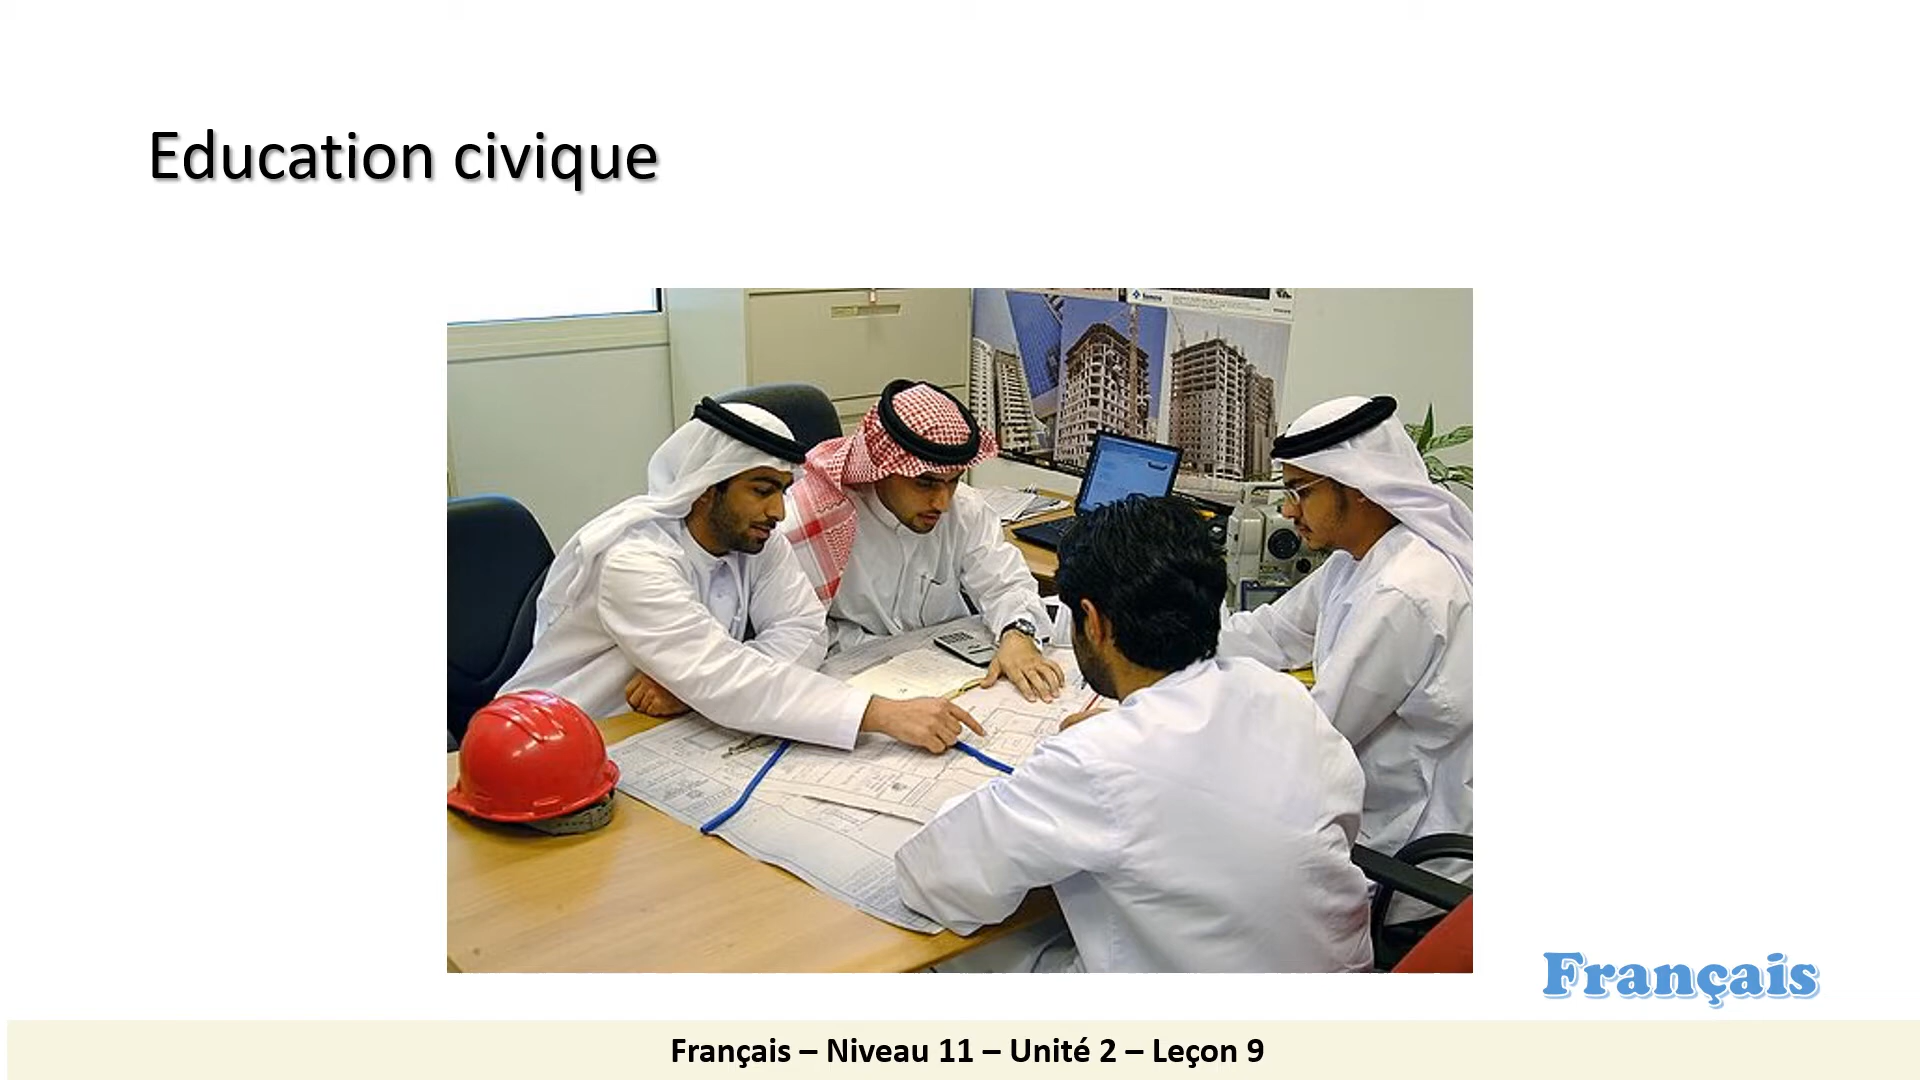 Education civique
Français
Français – Niveau 11 – Unité 2 – Leçon 9